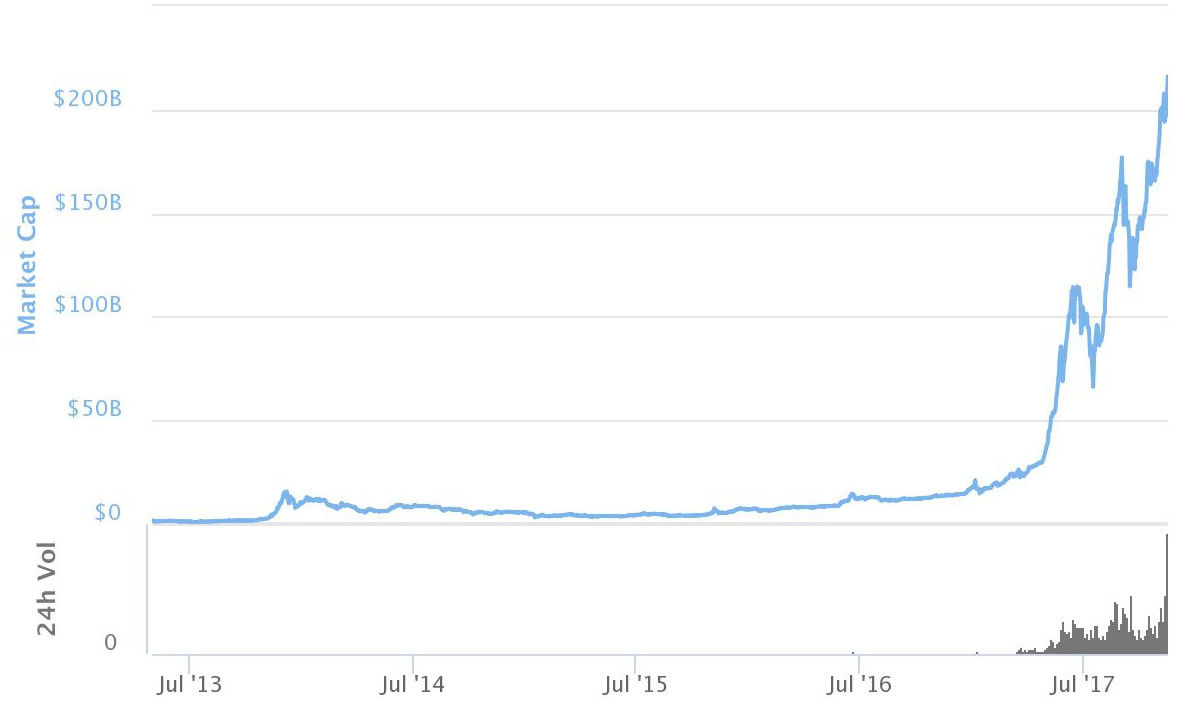 $200B
$150B
$100B
$50B
$0
Market Cap
24h Vol
0
Jul '13
Jul '14
Jul '15
Jul '16
Jul '17